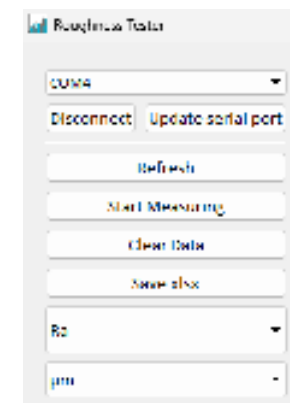 Roughness Tester
COM4
Disconnect Update serial port
Refresh
Start Measuring
Clear Data
Save xlsx
Ra
μm